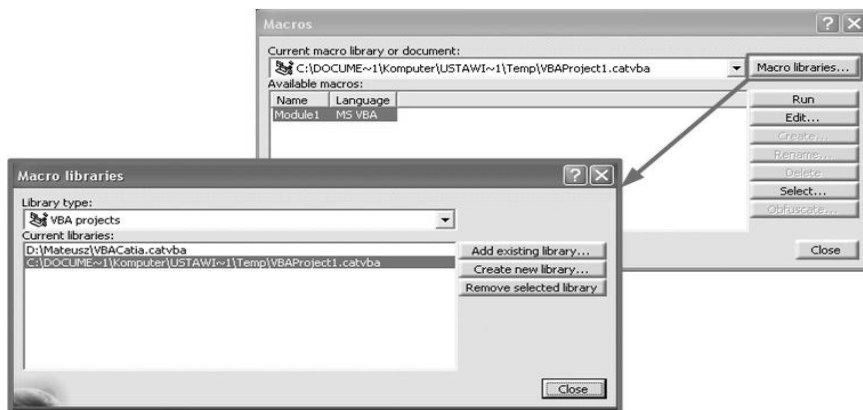 Macros
Current macro library or document:
C:\DOCUME~1\Komputer\USTAWI~1\Temp\VBAProject1.catvba
Macro libraries...
Available macros:
Name Language
Module1 MS VBA
Run
Edit...
Create...
Rename...
Delete
Select...
Obfuscate...
Close
Macro libraries
Library type:
VBA projects
Current libraries:
D:\Mateusz\VBACatia.catvba
C:\DOCUME~1\Komputer\USTAWI~1\Temp\VBAProject1.catvba
Add existing library...
Create new library...
Remove selected library
Close